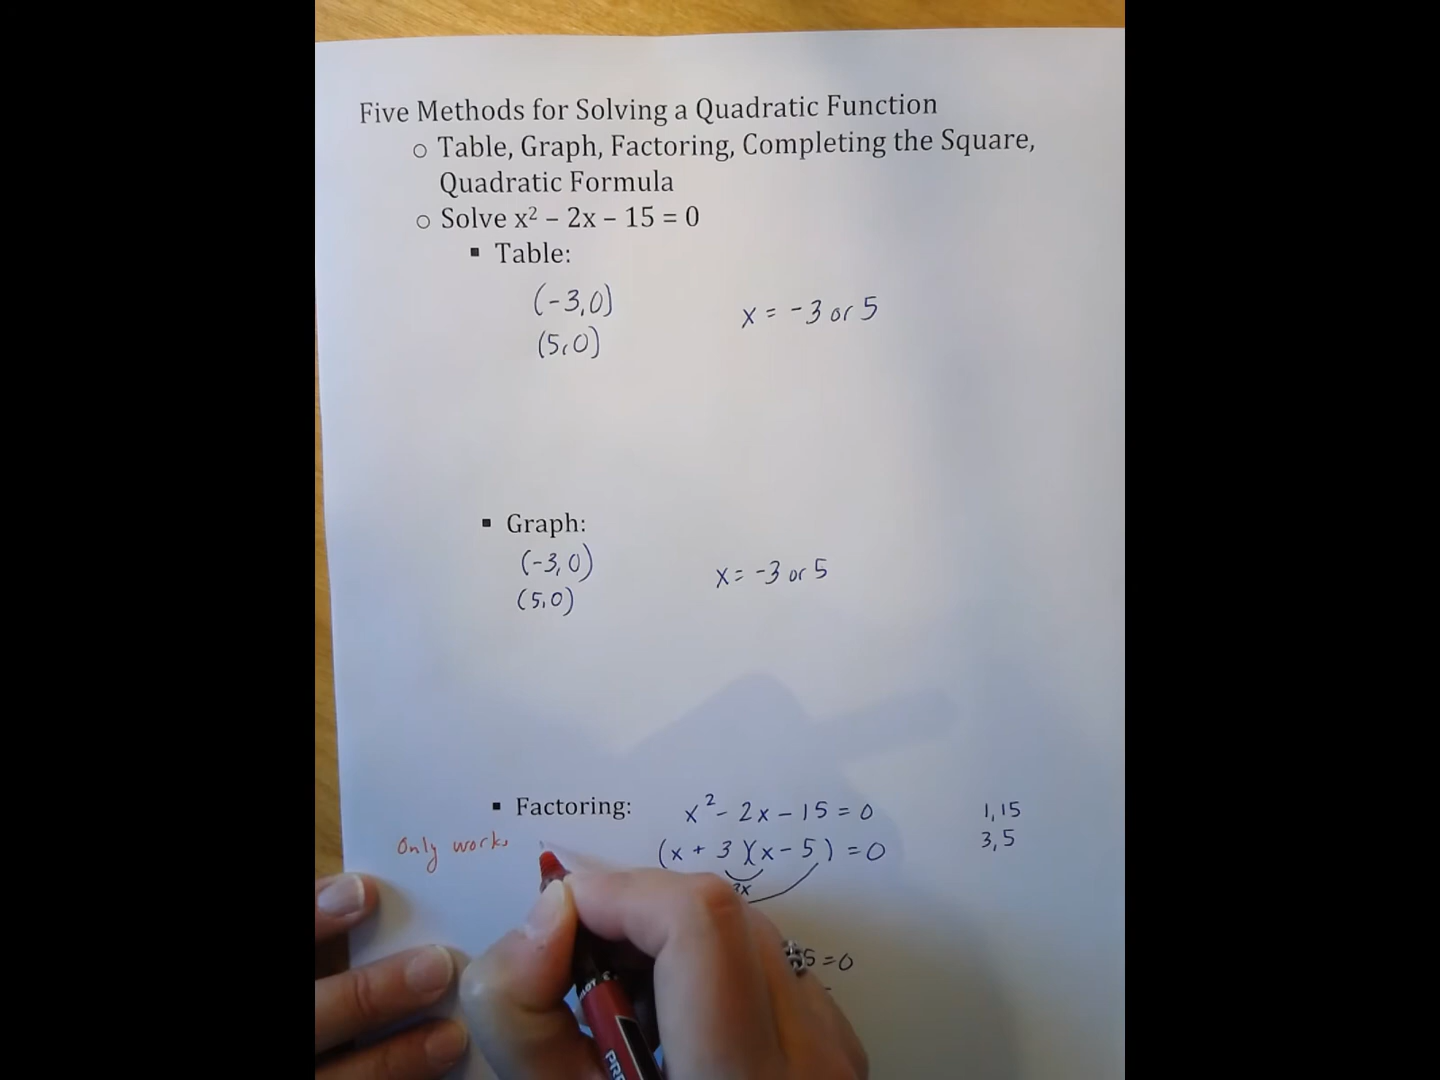 Five Methods for Solving a Quadratic Function
○ Table, Graph, Factoring, Completing the Square,
Quadratic Formula
○ Solve x² – 2x – 15 = 0
▪ Table:
(-3,0)
x = -3 or 5
(5,0)
▪ Graph:
(-3,0)
x = -3 or 5
(5,0)
▪ Factoring:
x² - 2x - 15 = 0
1,15
Only works
(x + 3)(x - 5) = 0
3,5
5 = 0